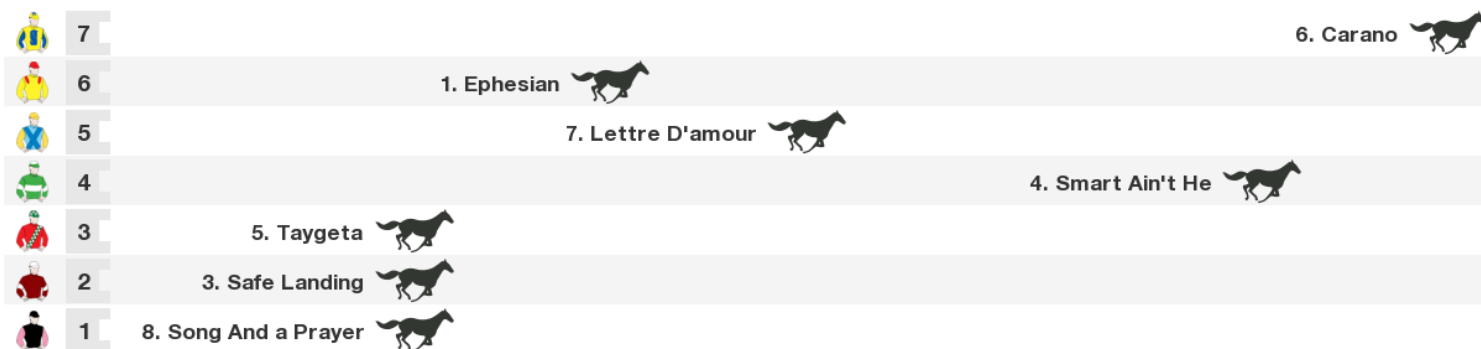 7 6. Carano
6 1. Ephesian
5 7. Lettre D'amour
4 4. Smart Ain't He
3 5. Taygeta
2 3. Safe Landing
1 8. Song And a Prayer